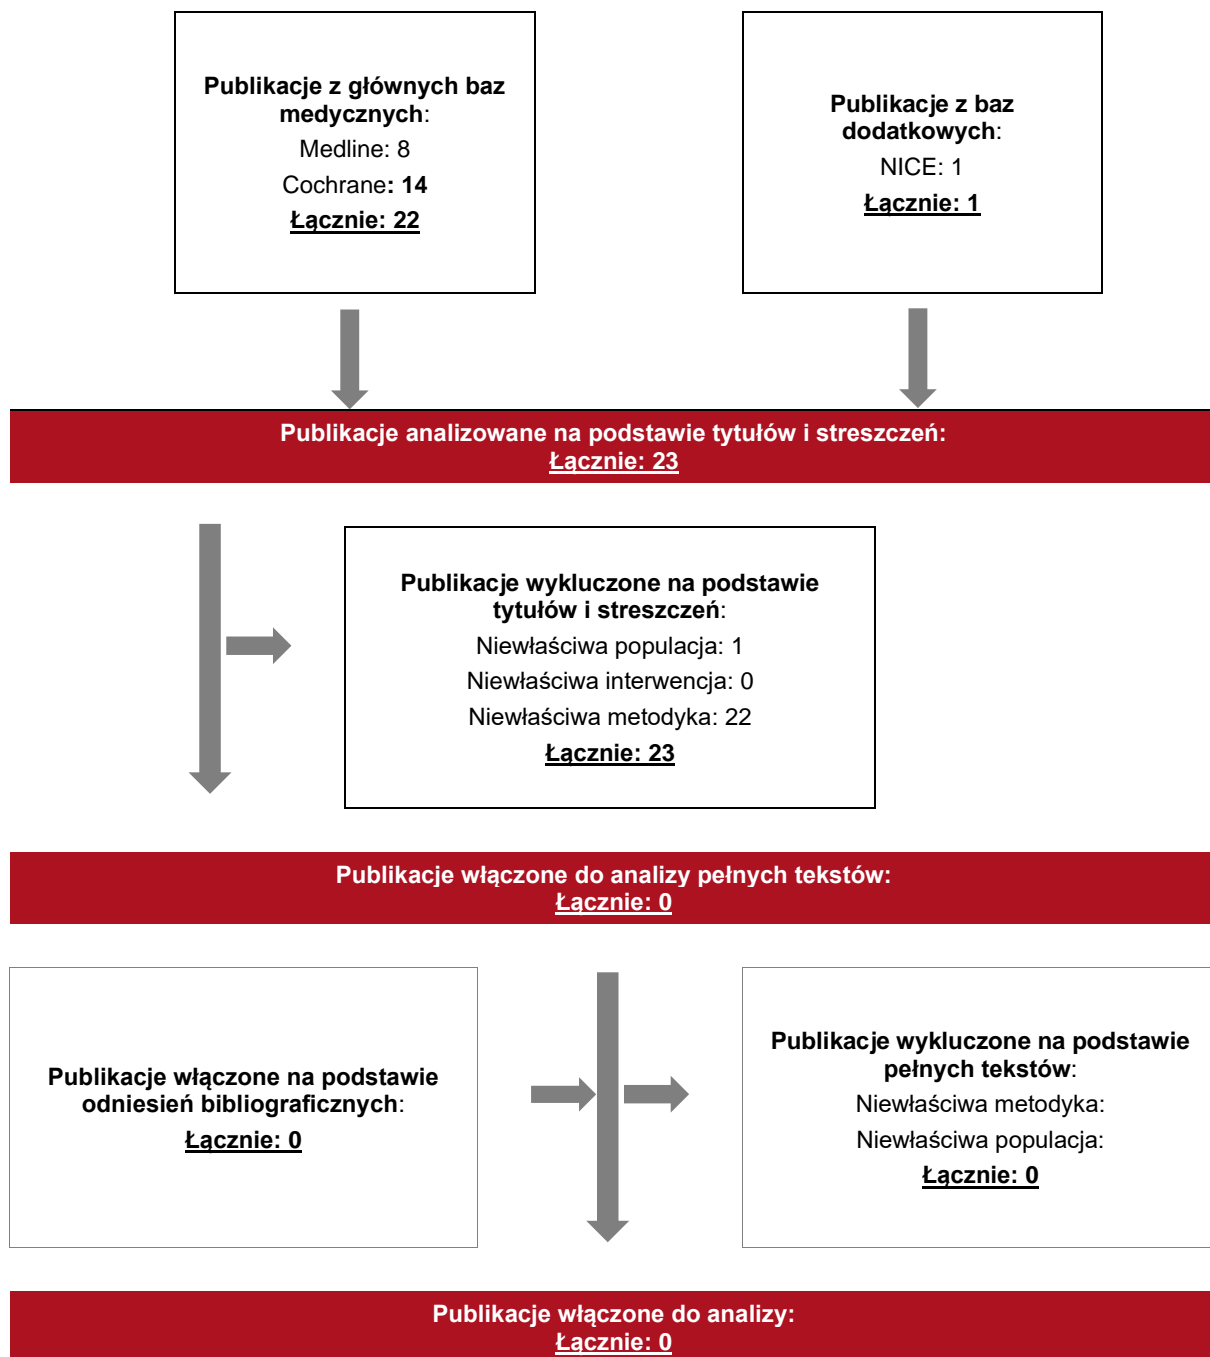 Publikacje z głównych baz
medycznych:
Medline: 8
Cochrane: 14
Łącznie: 22
Publikacje z baz
dodatkowych:
NICE: 1
Łącznie: 1
Publikacje analizowane na podstawie tytułów i streszczeń:
Łącznie: 23
Publikacje wykluczone na podstawie
tytułów i streszczeń:
Niewłaściwa populacja: 1
Niewłaściwa interwencja: 0
Niewłaściwa metodyka: 22
Łącznie: 23
Publikacje włączone do analizy pełnych tekstów:
Łącznie: 0
Publikacje włączone na podstawie
odniesień bibliograficznych:
Łącznie: 0
Publikacje wykluczone na podstawie
pełnych tekstów:
Niewłaściwa metodyka:
Niewłaściwa populacja:
Łącznie: 0
Publikacje włączone do analizy:
Łącznie: 0